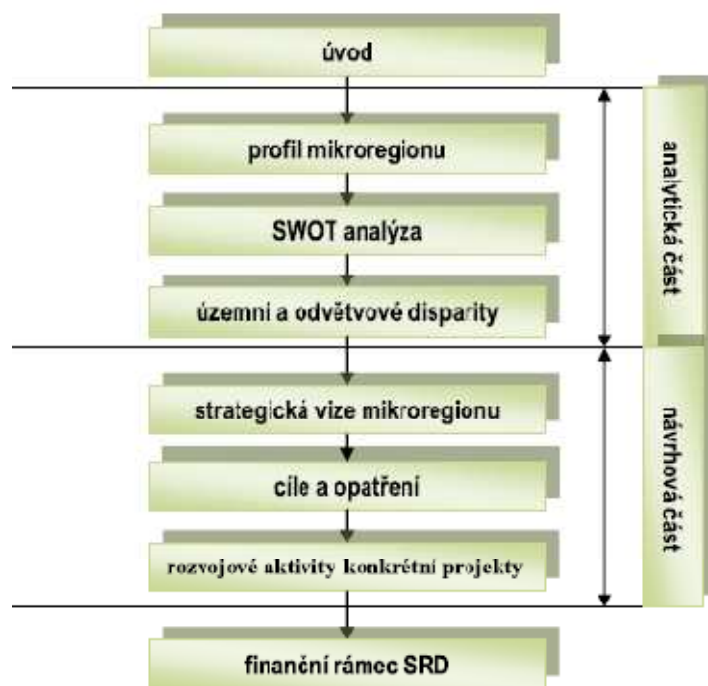 úvod
profil mikroregionu
SWOT analýza
územní a odvětvové disparity
analytická část
strategická vize mikroregionu
cíle a opatření
rozvojové aktivity konkrétní projekty
návrhová část
finanční rámec SRD